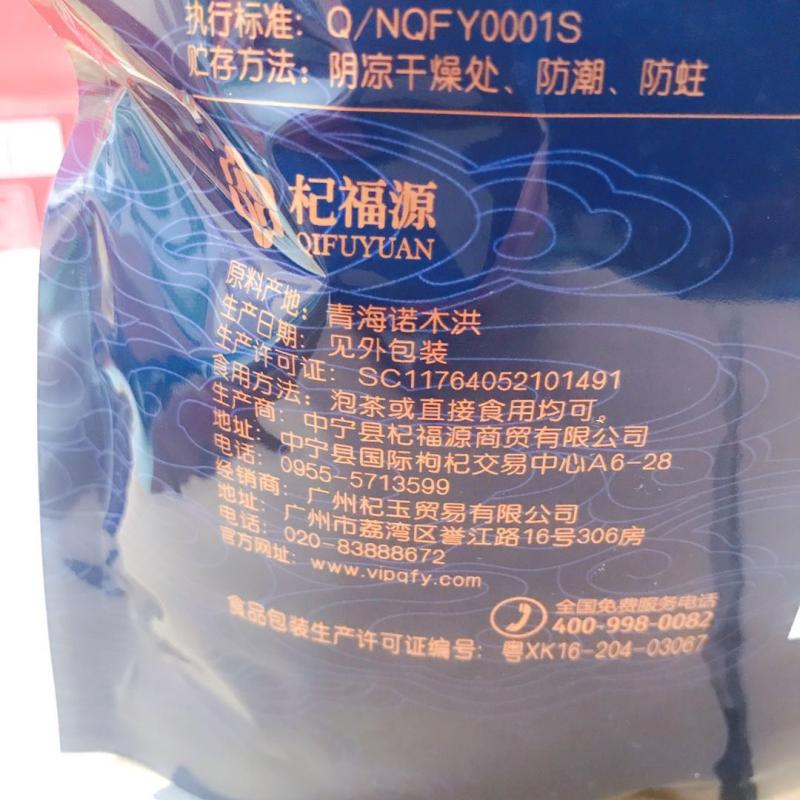 执行标准：Q/NQFY0001S
贮存方法：阴凉干燥处、防潮、防蛀
杞福源
QIFUYUAN
原料产地：青海诺木洪
生产日期：见外包装
生产许可证：SC11764052101491
食用方法：泡茶或直接食用均可。
生产商：中宁县杞福源商贸有限公司
地址：中宁县国际枸杞交易中心A6-28
电话：0955-5713599
经销商：广州杞玉贸易有限公司
地址：广州市荔湾区誉江路16号306房
电话：020-83888672
官方网址：www.vipqfy.com
全国免费服务电话
400-998-0082
食品包装生产许可证编号：粤XK16-204-03067